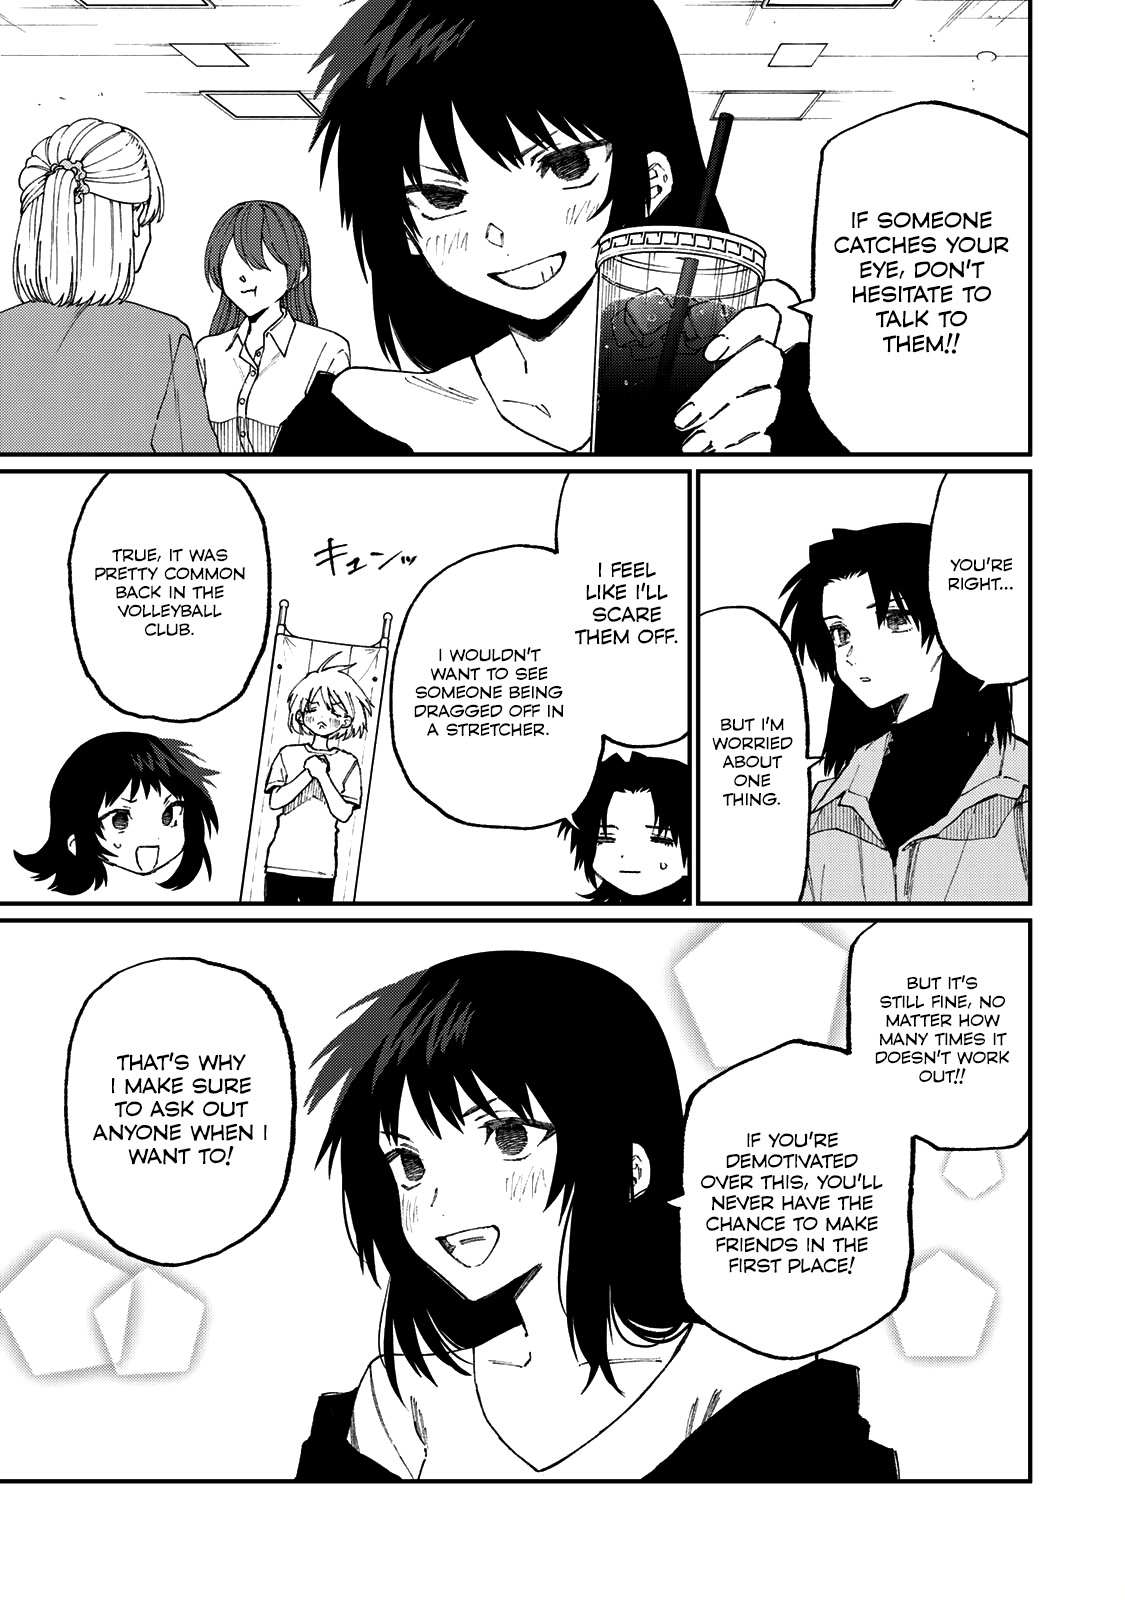 IF SOMEONE
CATCHES YOUR
EYE, DON'T
HESITATE TO
TALK TO
THEM!!
YOU'RE
RIGHT...
BUT I'M
WORRIED
ABOUT
ONE
THING.
I FEEL
LIKE I'LL
SCARE
THEM OFF.
I WOULDN'T
WANT TO SEE
SOMEONE BEING
DRAGGED OFF IN
A STRETCHER.
キュンッ
TRUE, IT WAS
PRETTY COMMON
BACK IN THE
VOLLEYBALL
CLUB.
BUT IT'S
STILL FINE, NO
MATTER HOW
MANY TIMES IT
DOESN'T WORK
OUT!!
IF YOU'RE
DEMOTIVATED
OVER THIS, YOU'LL
NEVER HAVE THE
CHANCE TO MAKE
FRIENDS IN THE
FIRST PLACE!
THAT'S WHY
I MAKE SURE
TO ASK OUT
ANYONE WHEN I
WANT TO!